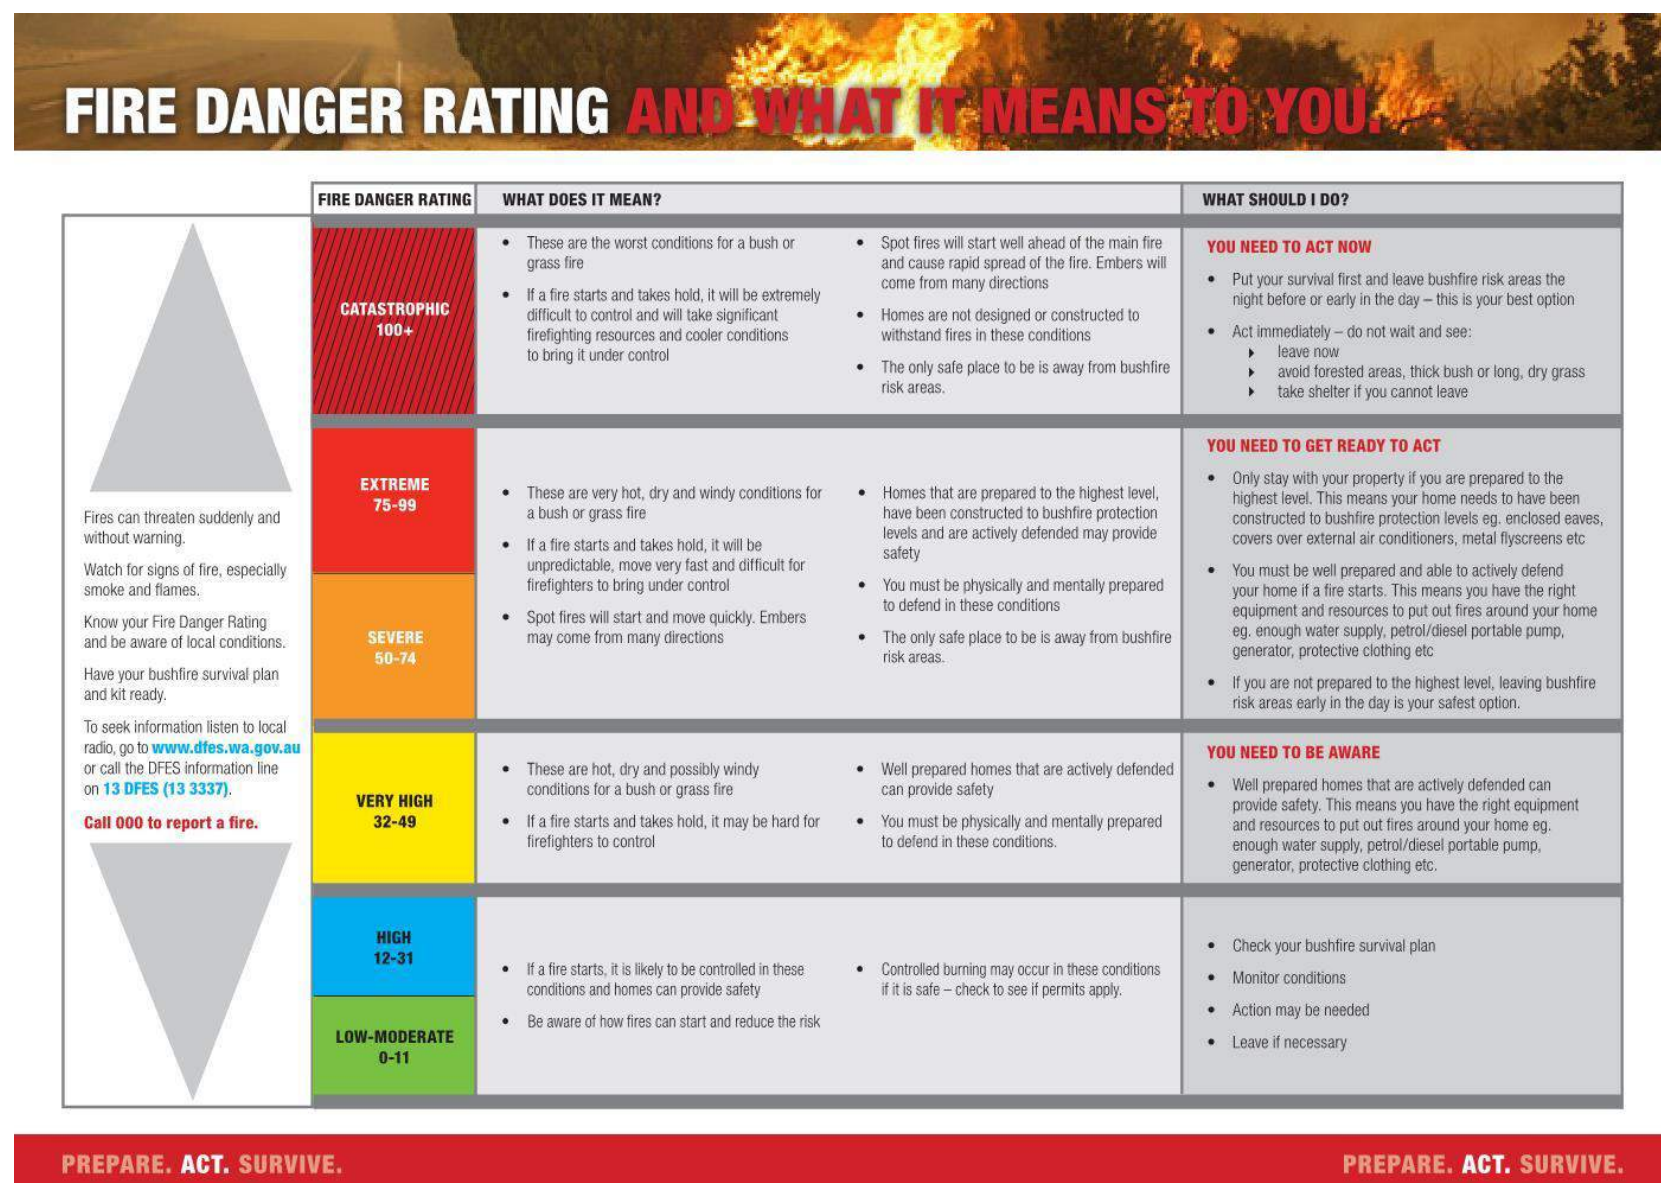 FIRE DANGER RATING AND WHAT IT MEANS TO YOU.
FIRE DANGER RATING
WHAT DOES IT MEAN?
WHAT SHOULD I DO?
Fires can threaten suddenly and
without warning.
Watch for signs of fire, especially
smoke and flames.
Know your Fire Danger Rating
and be aware of local conditions.
Have your bushfire survival plan
and kit ready.
To seek information listen to local
radio, go to www.dfes.wa.gov.au
or call the DFES information line
on 13 DFES (13 3337).
Call 000 to report a fire.
CATASTROPHIC
100+
• These are the worst conditions for a bush or
grass fire
• If a fire starts and takes hold, it will be extremely
difficult to control and will take significant
firefighting resources and cooler conditions
to bring it under control
• Spot fires will start well ahead of the main fire
and cause rapid spread of the fire. Embers will
come from many directions
• Homes are not designed or constructed to
withstand fires in these conditions
• The only safe place to be is away from bushfire
risk areas.
YOU NEED TO ACT NOW
• Put your survival first and leave bushfire risk areas the
night before or early in the day – this is your best option
• Act immediately – do not wait and see:
leave now
avoid forested areas, thick bush or long, dry grass
take shelter if you cannot leave
EXTREME
75-99
SEVERE
50-74
• These are very hot, dry and windy conditions for
a bush or grass fire
• If a fire starts and takes hold, it will be
unpredictable, move very fast and difficult for
firefighters to bring under control
• Spot fires will start and move quickly. Embers
may come from many directions
• Homes that are prepared to the highest level,
have been constructed to bushfire protection
levels and are actively defended may provide
safety
• You must be physically and mentally prepared
to defend in these conditions
• The only safe place to be is away from bushfire
risk areas.
YOU NEED TO GET READY TO ACT
• Only stay with your property if you are prepared to the
highest level. This means your home needs to have been
constructed to bushfire protection levels eg. enclosed eaves,
covers over external air conditioners, metal flyscreens etc
• You must be well prepared and able to actively defend
your home if a fire starts. This means you have the right
equipment and resources to put out fires around your home
eg. enough water supply, petrol/diesel portable pump,
generator, protective clothing etc
• If you are not prepared to the highest level, leaving bushfire
risk areas early in the day is your safest option.
VERY HIGH
32-49
• These are hot, dry and possibly windy
conditions for a bush or grass fire
• If a fire starts and takes hold, it may be hard for
firefighters to control
• Well prepared homes that are actively defended
can provide safety
• You must be physically and mentally prepared
to defend in these conditions.
YOU NEED TO BE AWARE
• Well prepared homes that are actively defended can
provide safety. This means you have the right equipment
and resources to put out fires around your home eg.
enough water supply, petrol/diesel portable pump,
generator, protective clothing etc.
HIGH
12-31
LOW-MODERATE
0-11
• If a fire starts, it is likely to be controlled in these
conditions and homes can provide safety
• Be aware of how fires can start and reduce the risk
• Controlled burning may occur in these conditions
if it is safe – check to see if permits apply.
• Check your bushfire survival plan
• Monitor conditions
• Action may be needed
• Leave if necessary
PREPARE. ACT. SURVIVE.
PREPARE. ACT. SURVIVE.